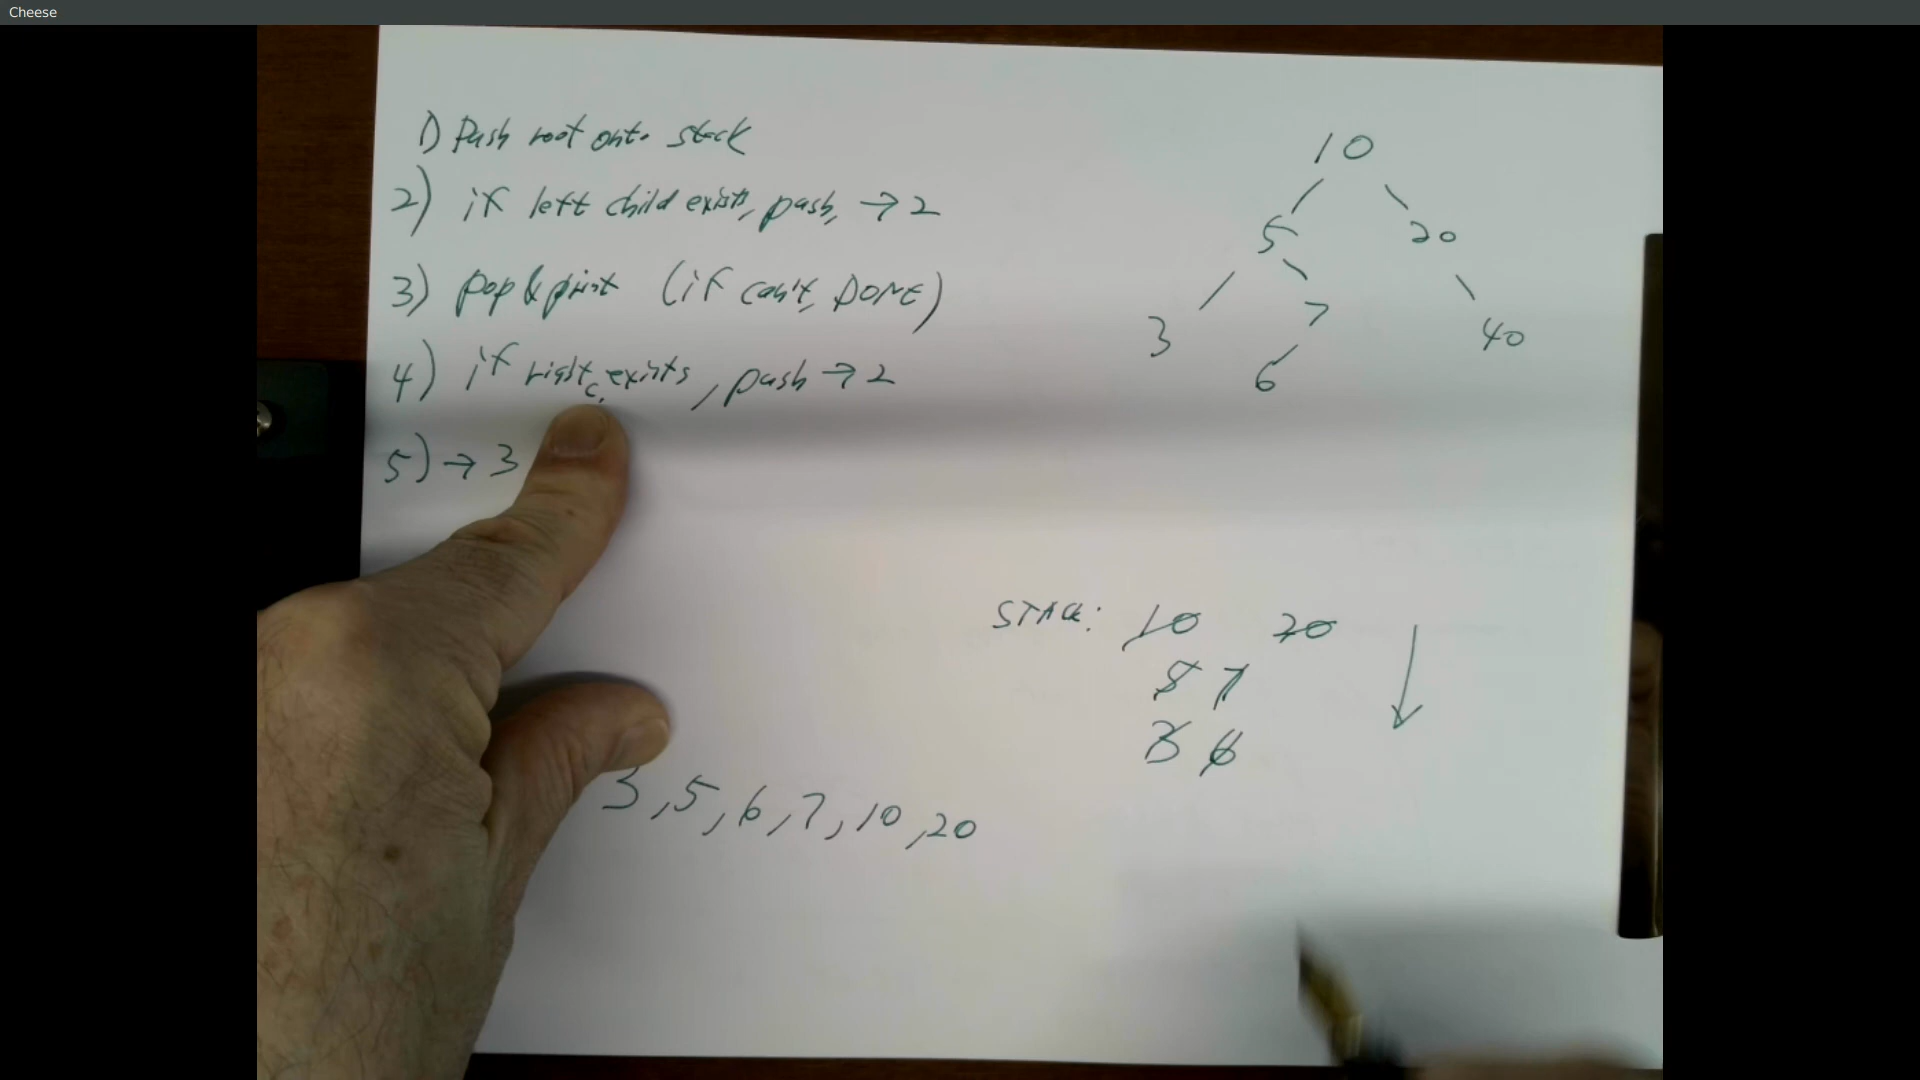 Cheese
1) Push root onto stack
2) if left child exists, push, → 2
3) pop & print (if can't, DONE)
4) if right c. exists, push → 2
5) → 3
10
5 20
3 7 40
6
STACK: 10 20
5 7
3 6
3, 5, 6, 7, 10, 20